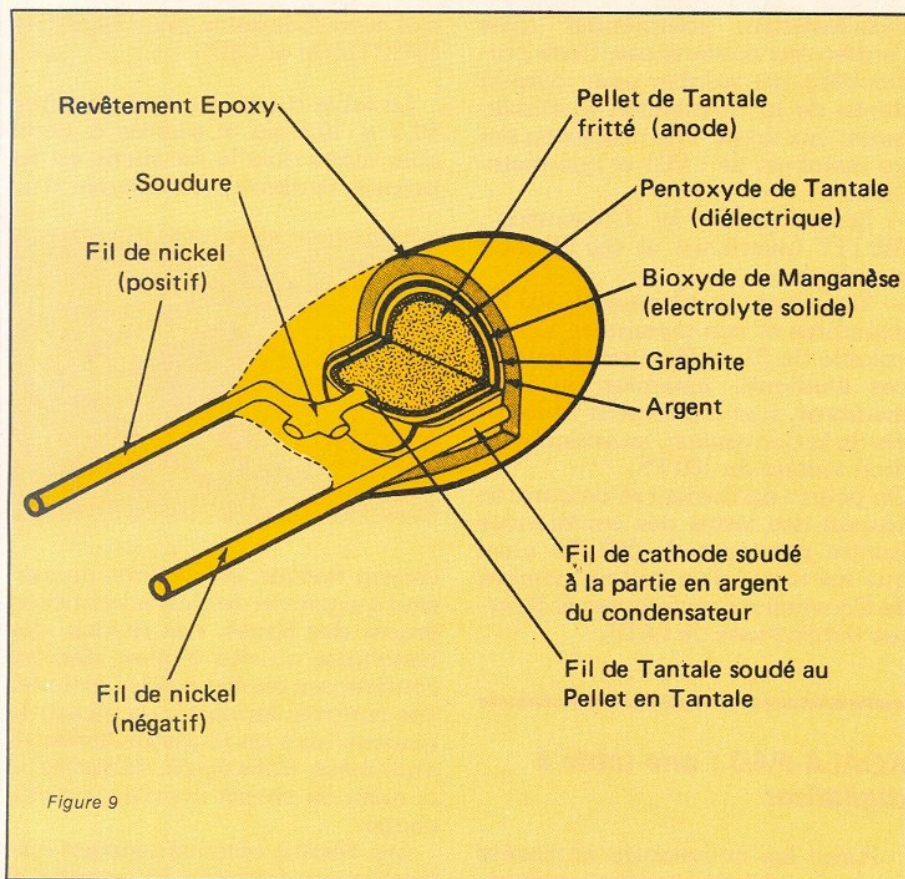 Revêtement Epoxy
Soudure
Fil de nickel
(positif)
Pellet de Tantale
fritté (anode)
Pentoxyde de Tantale
(diélectrique)
Bioxyde de Manganèse
(electrolyte solide)
Graphite
Argent
Fil de cathode soudé
à la partie en argent
du condensateur
Fil de Tantale soudé au
Pellet en Tantale
Fil de nickel
(négatif)
Figure 9